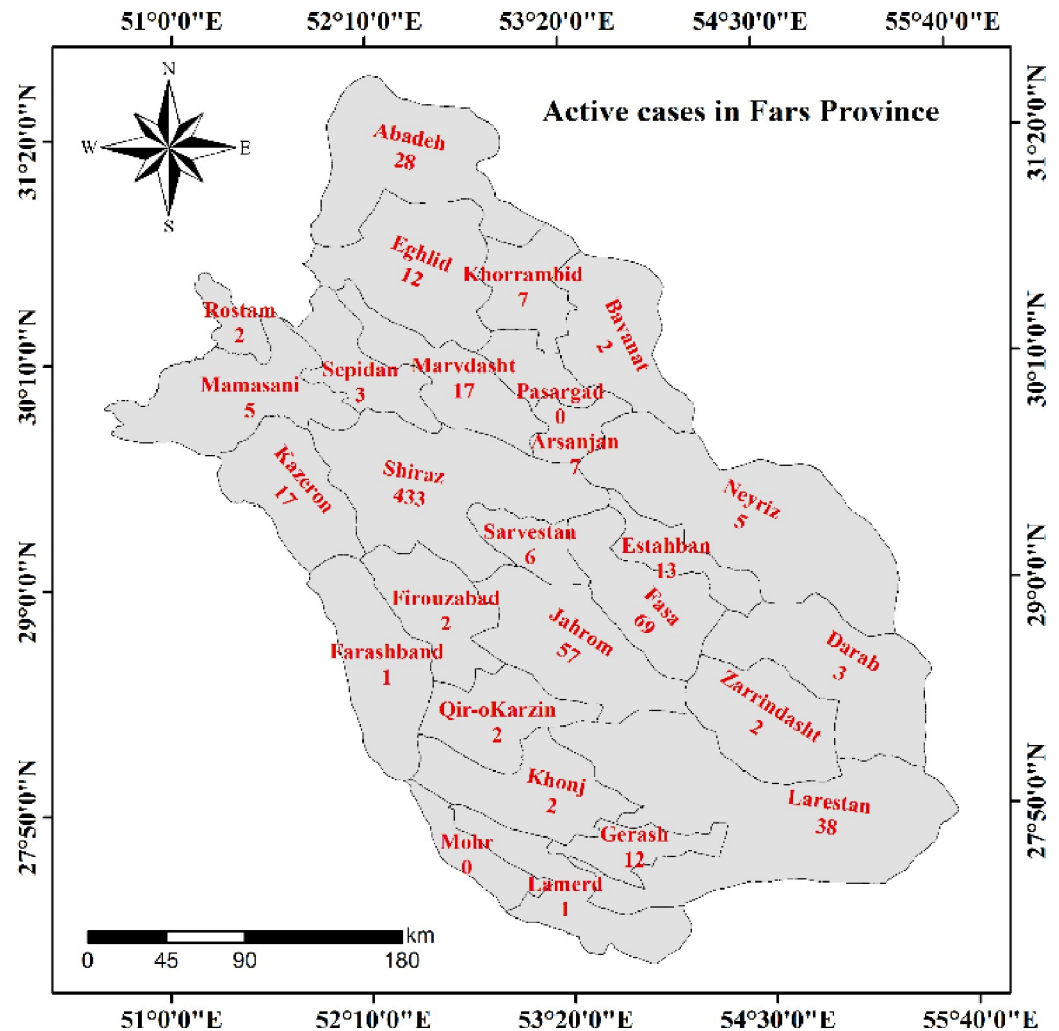 51°0'0"E 52°10'0"E 53°20'0"E 54°30'0"E 55°40'0"E
Active cases in Fars Province
N
W E
S
31°20'0"N
31°20'0"N
30°10'0"N
30°10'0"N
29°0'0"N
29°0'0"N
27°50'0"N
27°50'0"N
Abadeh
28
Eghlid
12
Khorrambid
7
Bavanat
2
Rostam
2
Mamasani
5
Sepidan
3
Marvdasht
17
Pasargad
0
Arsanjan
7
Kazeron
17
Shiraz
433
Neyriz
5
Sarvestan
6
Estahban
13
Fasa
69
Firouzabad
2
Jahrom
57
Farashband
1
Darab
3
Zarrindasht
2
Qir-oKarzin
2
Khonj
2
Larestan
38
Gerash
12
Mohr
0
Lamerd
1
km
0 45 90 180
51°0'0"E 52°10'0"E 53°20'0"E 54°30'0"E 55°40'0"E